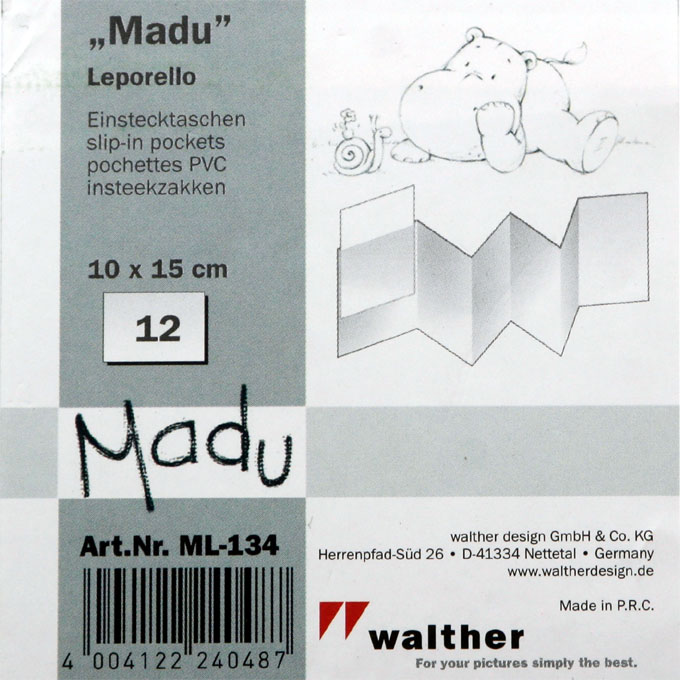 „Madu”
Leporello
Einstecktaschen
slip-in pockets
pochettes PVC
insteekzakken
10 x 15 cm
12
Madu
Art.Nr. ML-134
4 004122 240487
walther design GmbH & Co. KG
Herrenpfad-Süd 26 • D-41334 Nettetal • Germany
www.waltherdesign.de
Made in P.R.C.
walther
For your pictures simply the best.